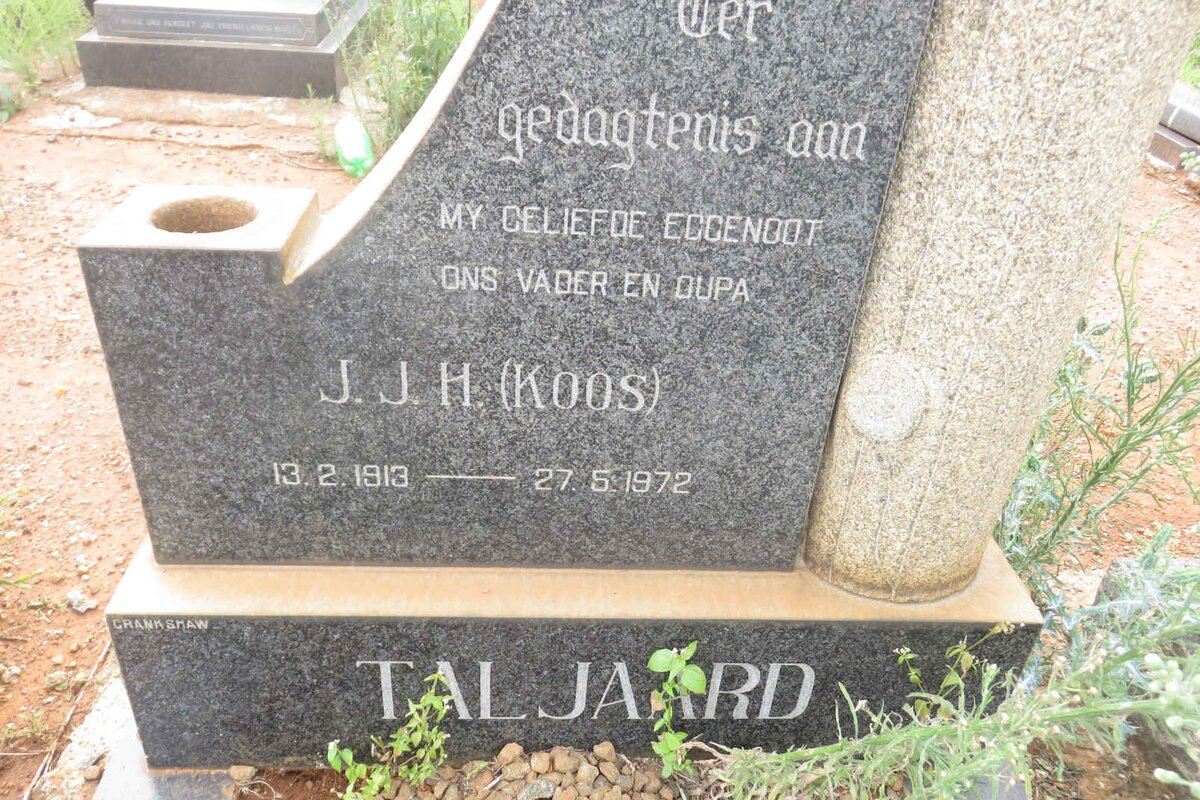 Ter
gedagtenis aan
MY GELIEFDE EGGENOOT
ONS VADER EN OUPA
J. J. H. (KOOS)
13. 2. 1913 — 27. 5. 1972
CRANKSHAW
TALJAARD